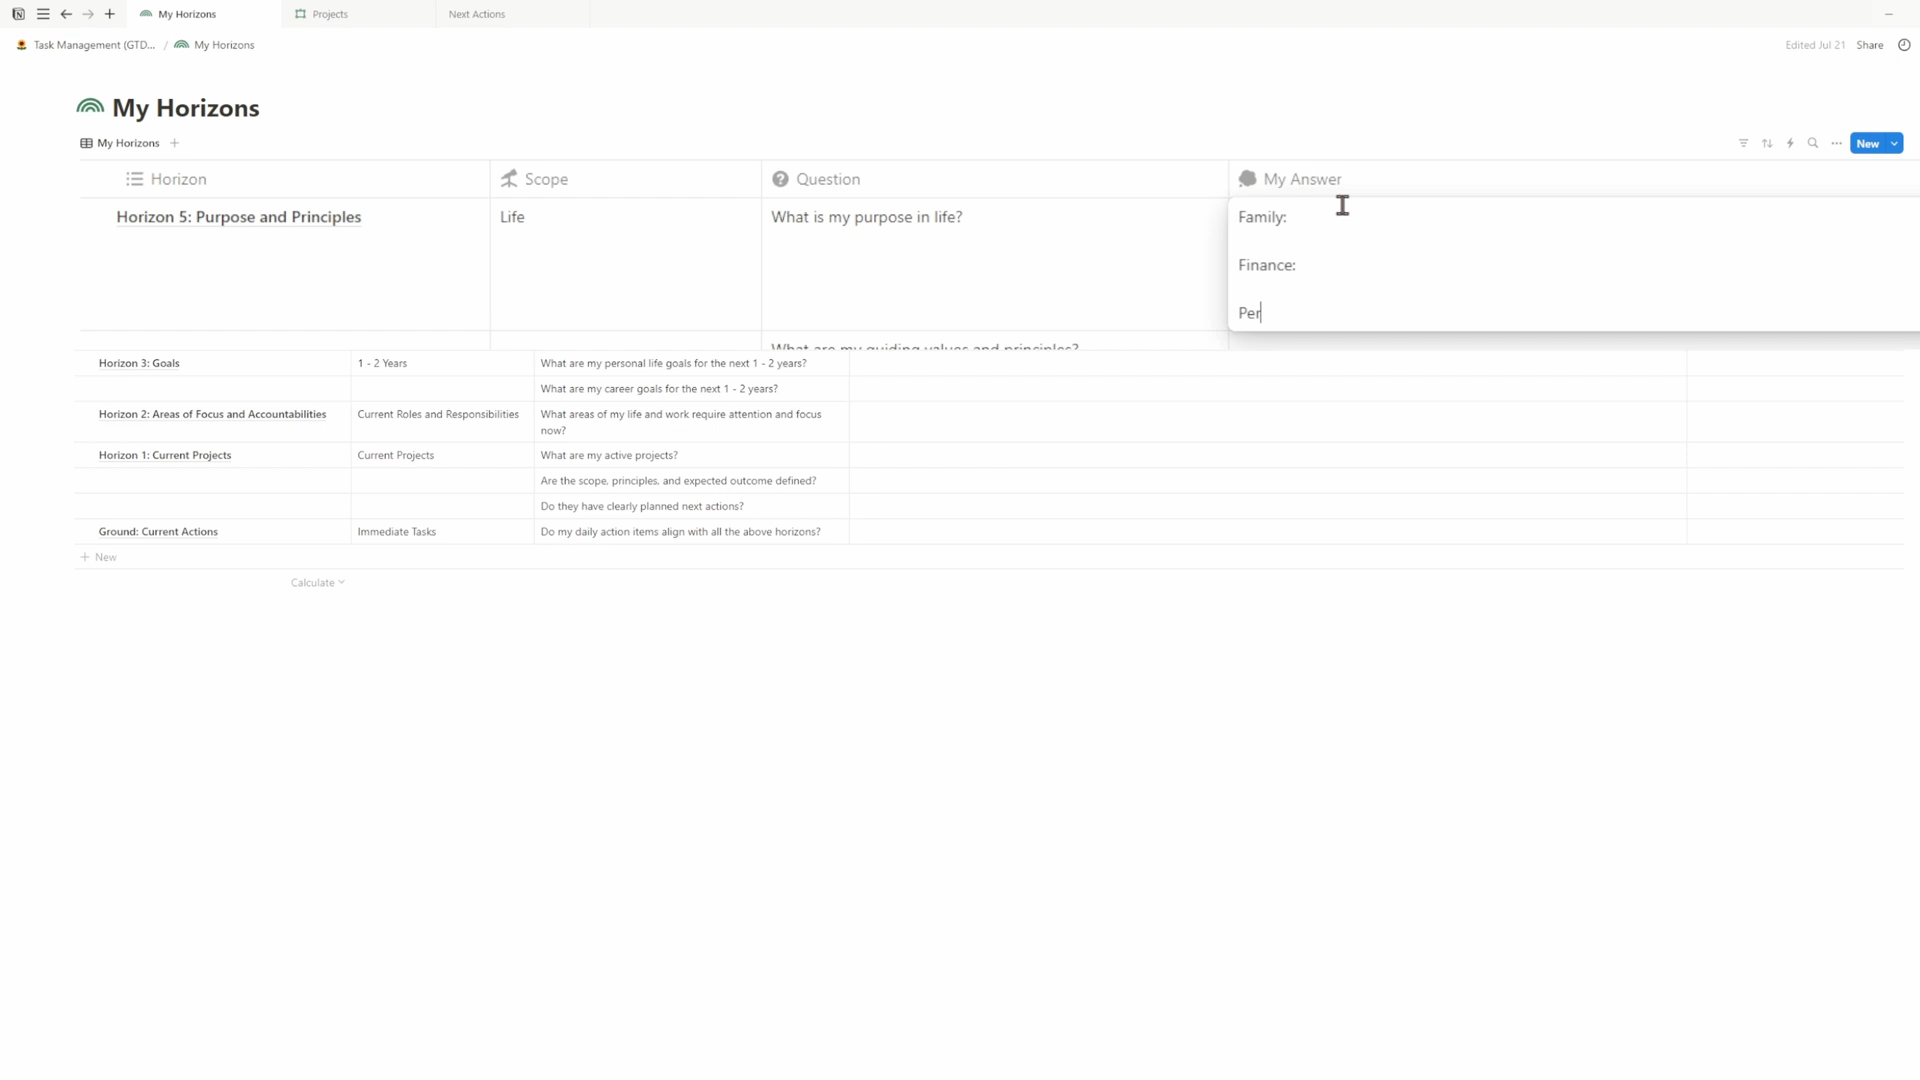 My Horizons
Projects
Next Actions
Task Management (GTD... / My Horizons
Edited Jul 21
Share
My Horizons
My Horizons
New
Horizon
Scope
Question
My Answer
Horizon 5: Purpose and Principles
Life
What is my purpose in life?
Family:
Finance:
Per
What are my guiding values and principles?
Horizon 3: Goals
1 - 2 Years
What are my personal life goals for the next 1 - 2 years?
What are my career goals for the next 1 - 2 years?
Horizon 2: Areas of Focus and Accountabilities
Current Roles and Responsibilities
What areas of my life and work require attention and focus
now?
Horizon 1: Current Projects
Current Projects
What are my active projects?
Are the scope, principles, and expected outcome defined?
Do they have clearly planned next actions?
Ground: Current Actions
Immediate Tasks
Do my daily action items align with all the above horizons?
New
Calculate